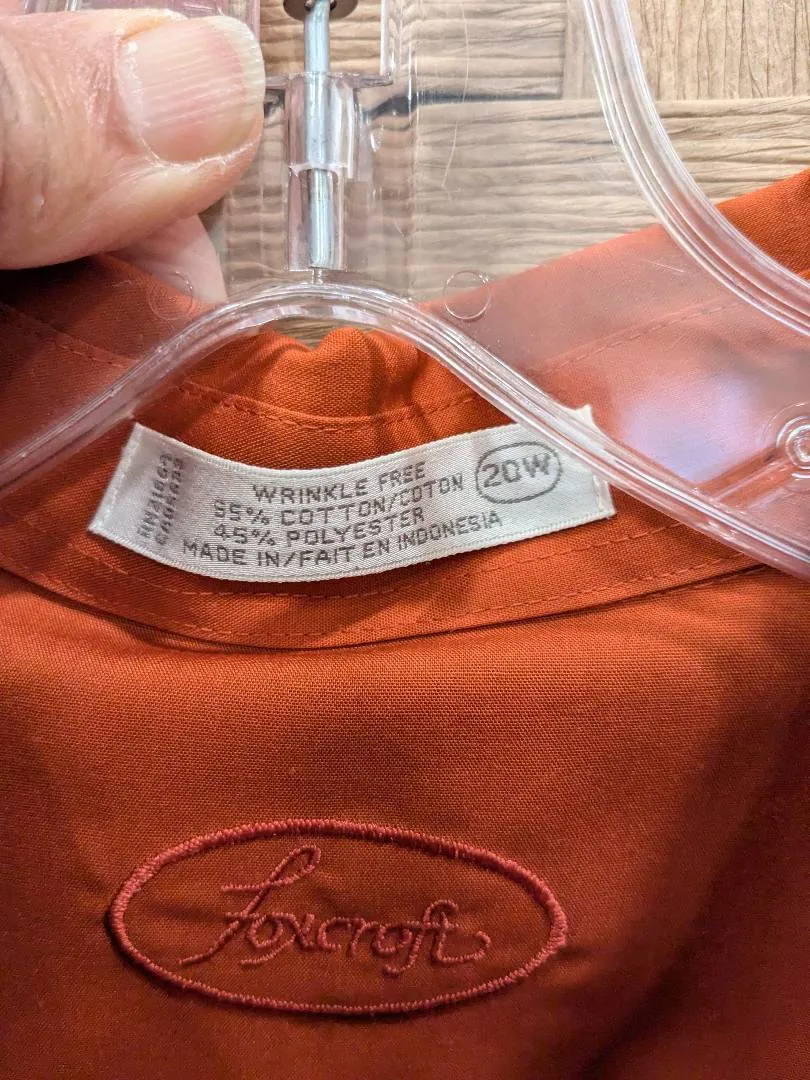 WRINKLE FREE
55% COTTON/COTON
45% POLYESTER
MADE IN/FAIT EN INDONESIA
20W
Foxcroft